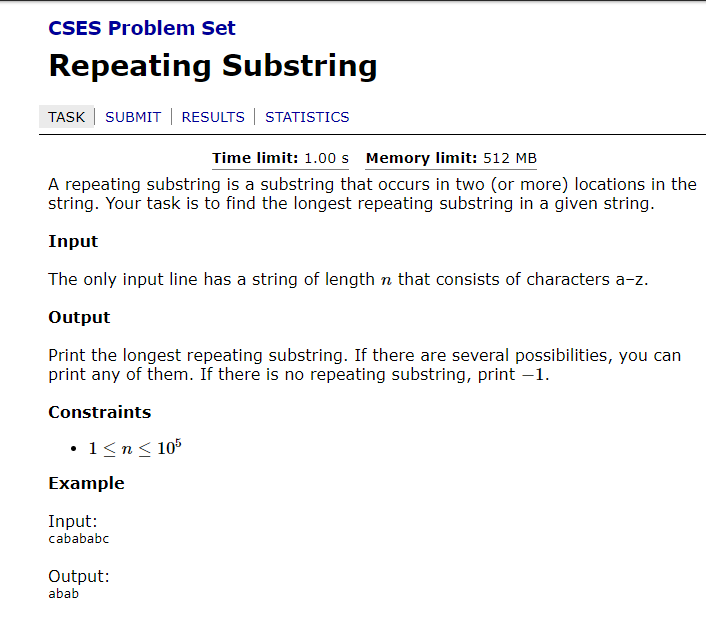 CSES Problem Set
Repeating Substring
TASK | SUBMIT | RESULTS | STATISTICS
Time limit: 1.00 s Memory limit: 512 MB
A repeating substring is a substring that occurs in two (or more) locations in the
string. Your task is to find the longest repeating substring in a given string.
Input
The only input line has a string of length n that consists of characters a–z.
Output
Print the longest repeating substring. If there are several possibilities, you can
print any of them. If there is no repeating substring, print −1.
Constraints
• 1 ≤ n ≤ 10⁵
Example
Input:
cabababc
Output:
abab